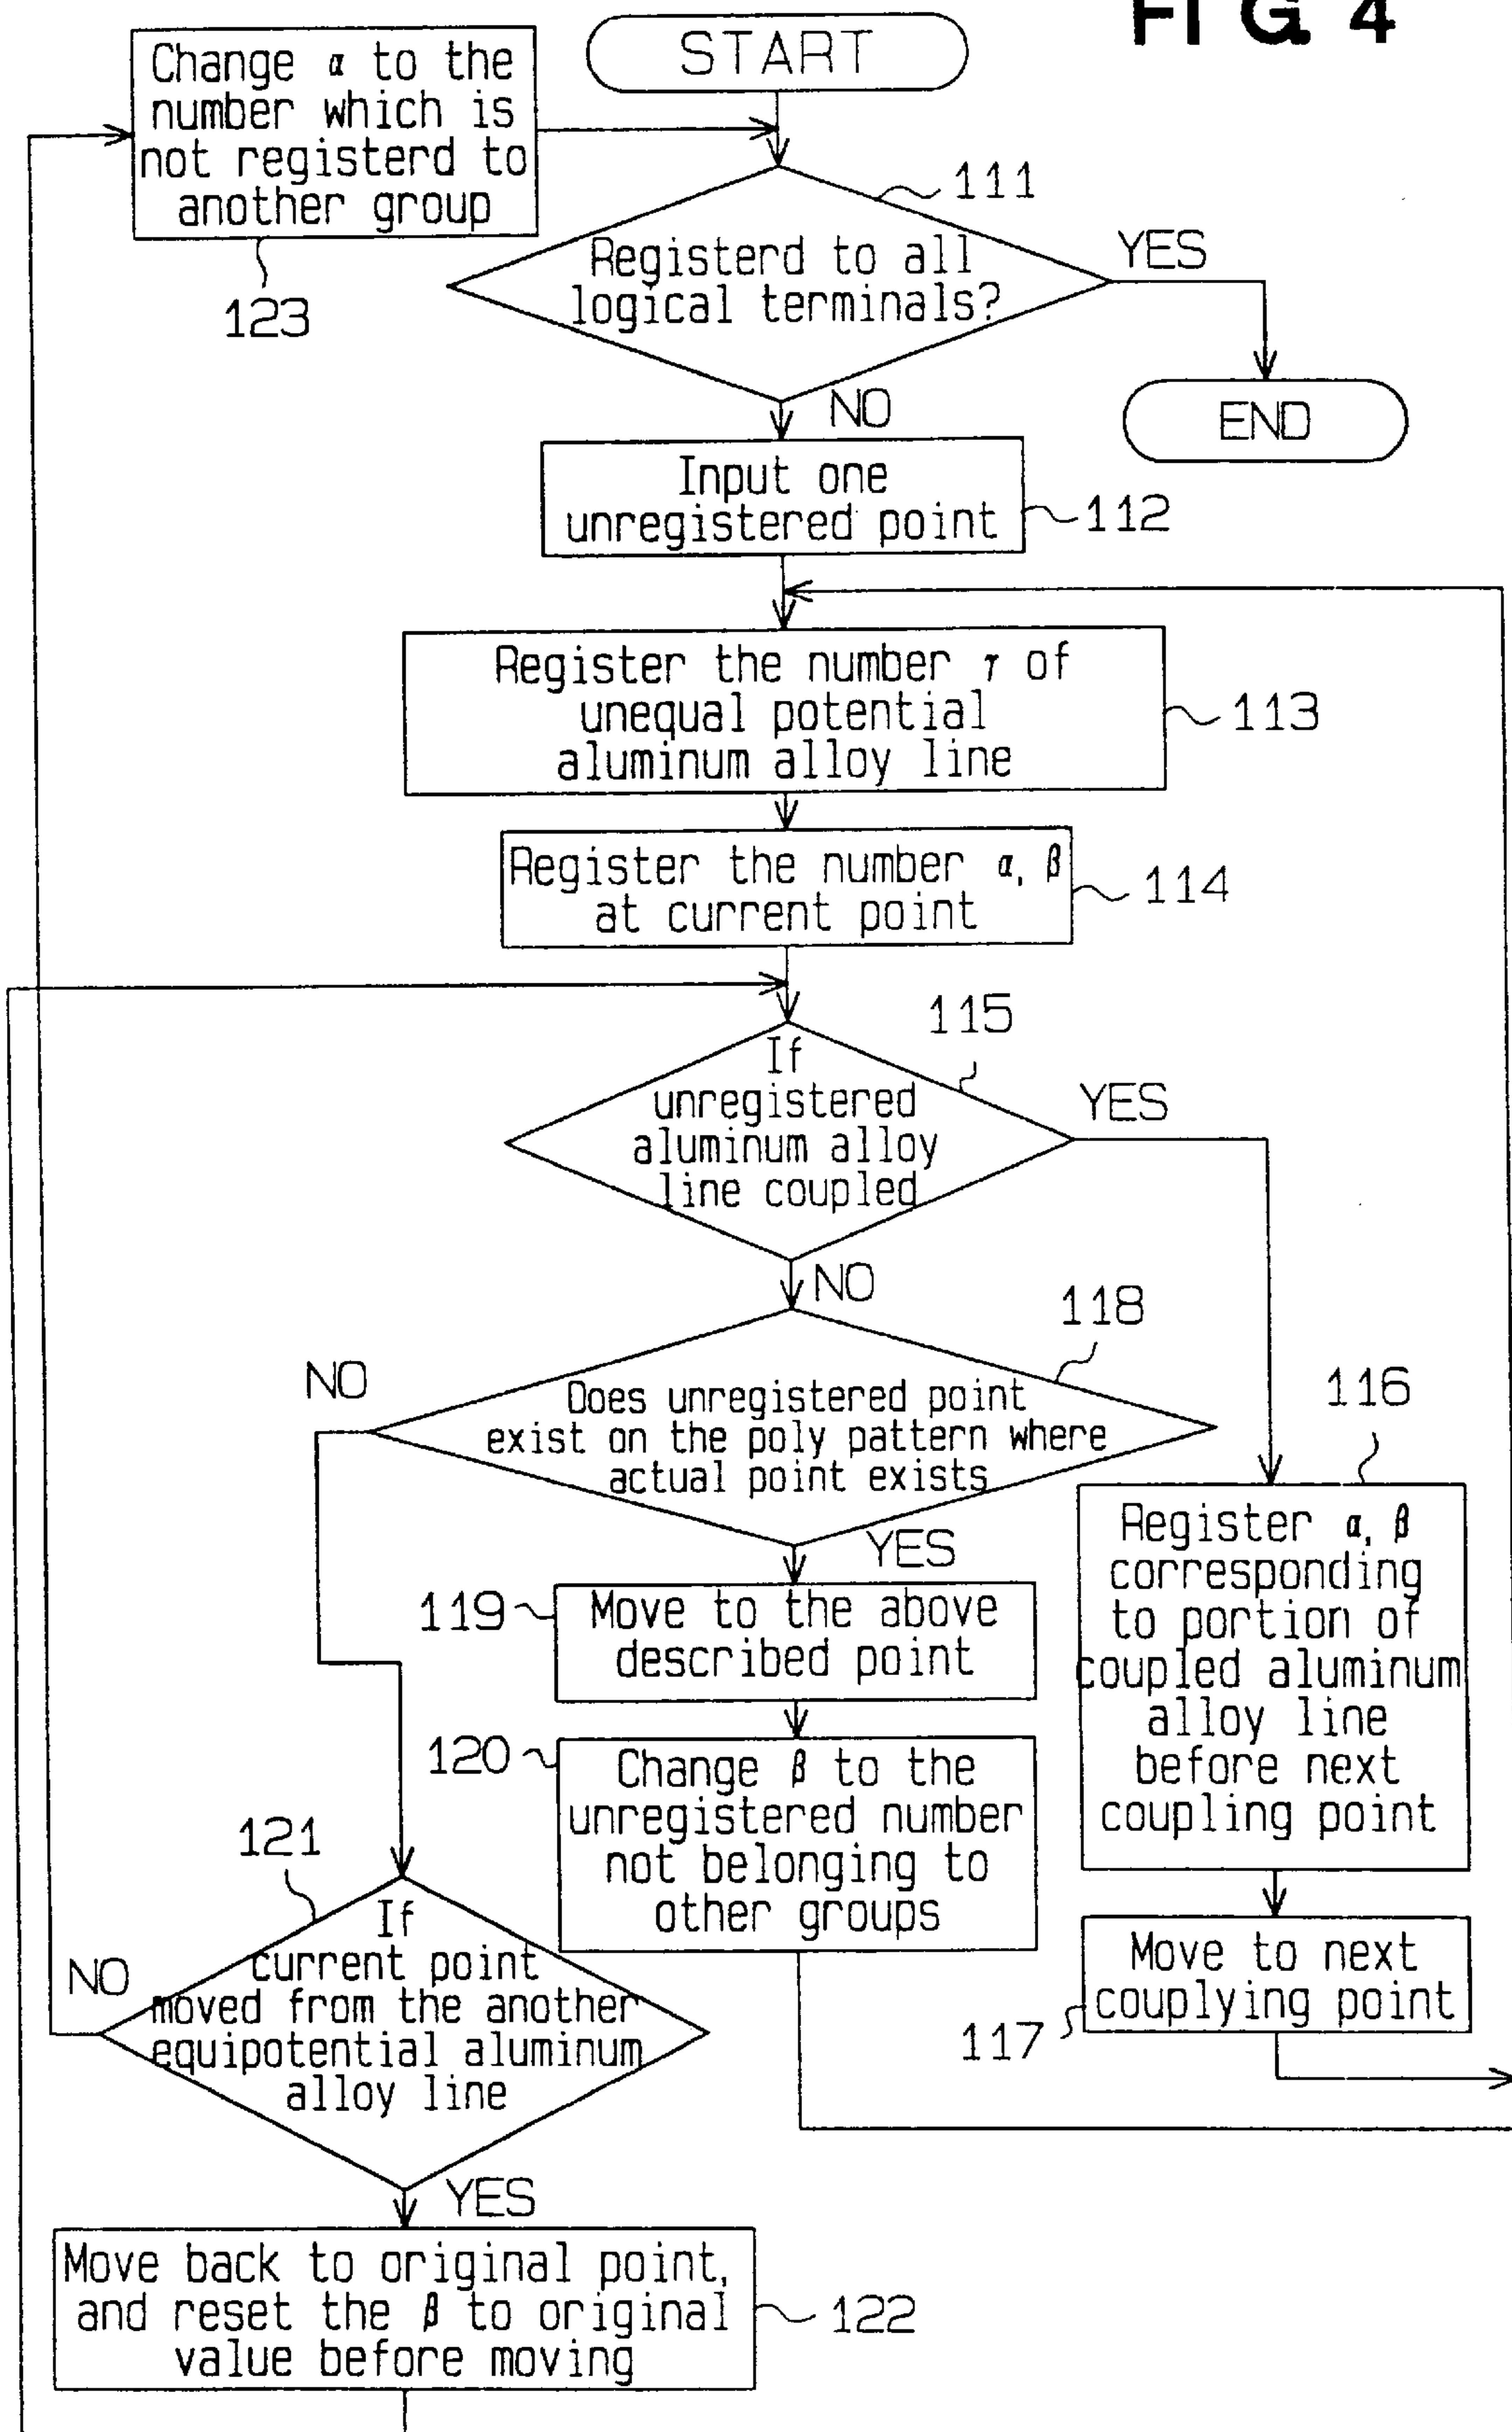 FIG. 4
START
Change α to the
number which is
not registerd to
another group
123
111
Registerd to all
logical terminals?
YES
END
NO
Input one
unregistered point
112
Register the number γ of
unequal potential
aluminum alloy line
113
Register the number α, β
at current point
114
115
If
unregistered
aluminum alloy
line coupled
YES
NO
118
NO
Does unregistered point
exist on the poly pattern where
actual point exists
116
YES
Register α, β
corresponding
to portion of
coupled aluminum
alloy line
before next
coupling point
119
Move to the above
described point
120
Change β to the
unregistered number
not belonging to
other groups
121
If
current point
moved from the another
equipotential aluminum
alloy line
NO
Move to next
couplying point
117
YES
Move back to original point,
and reset the β to original
value before moving
122